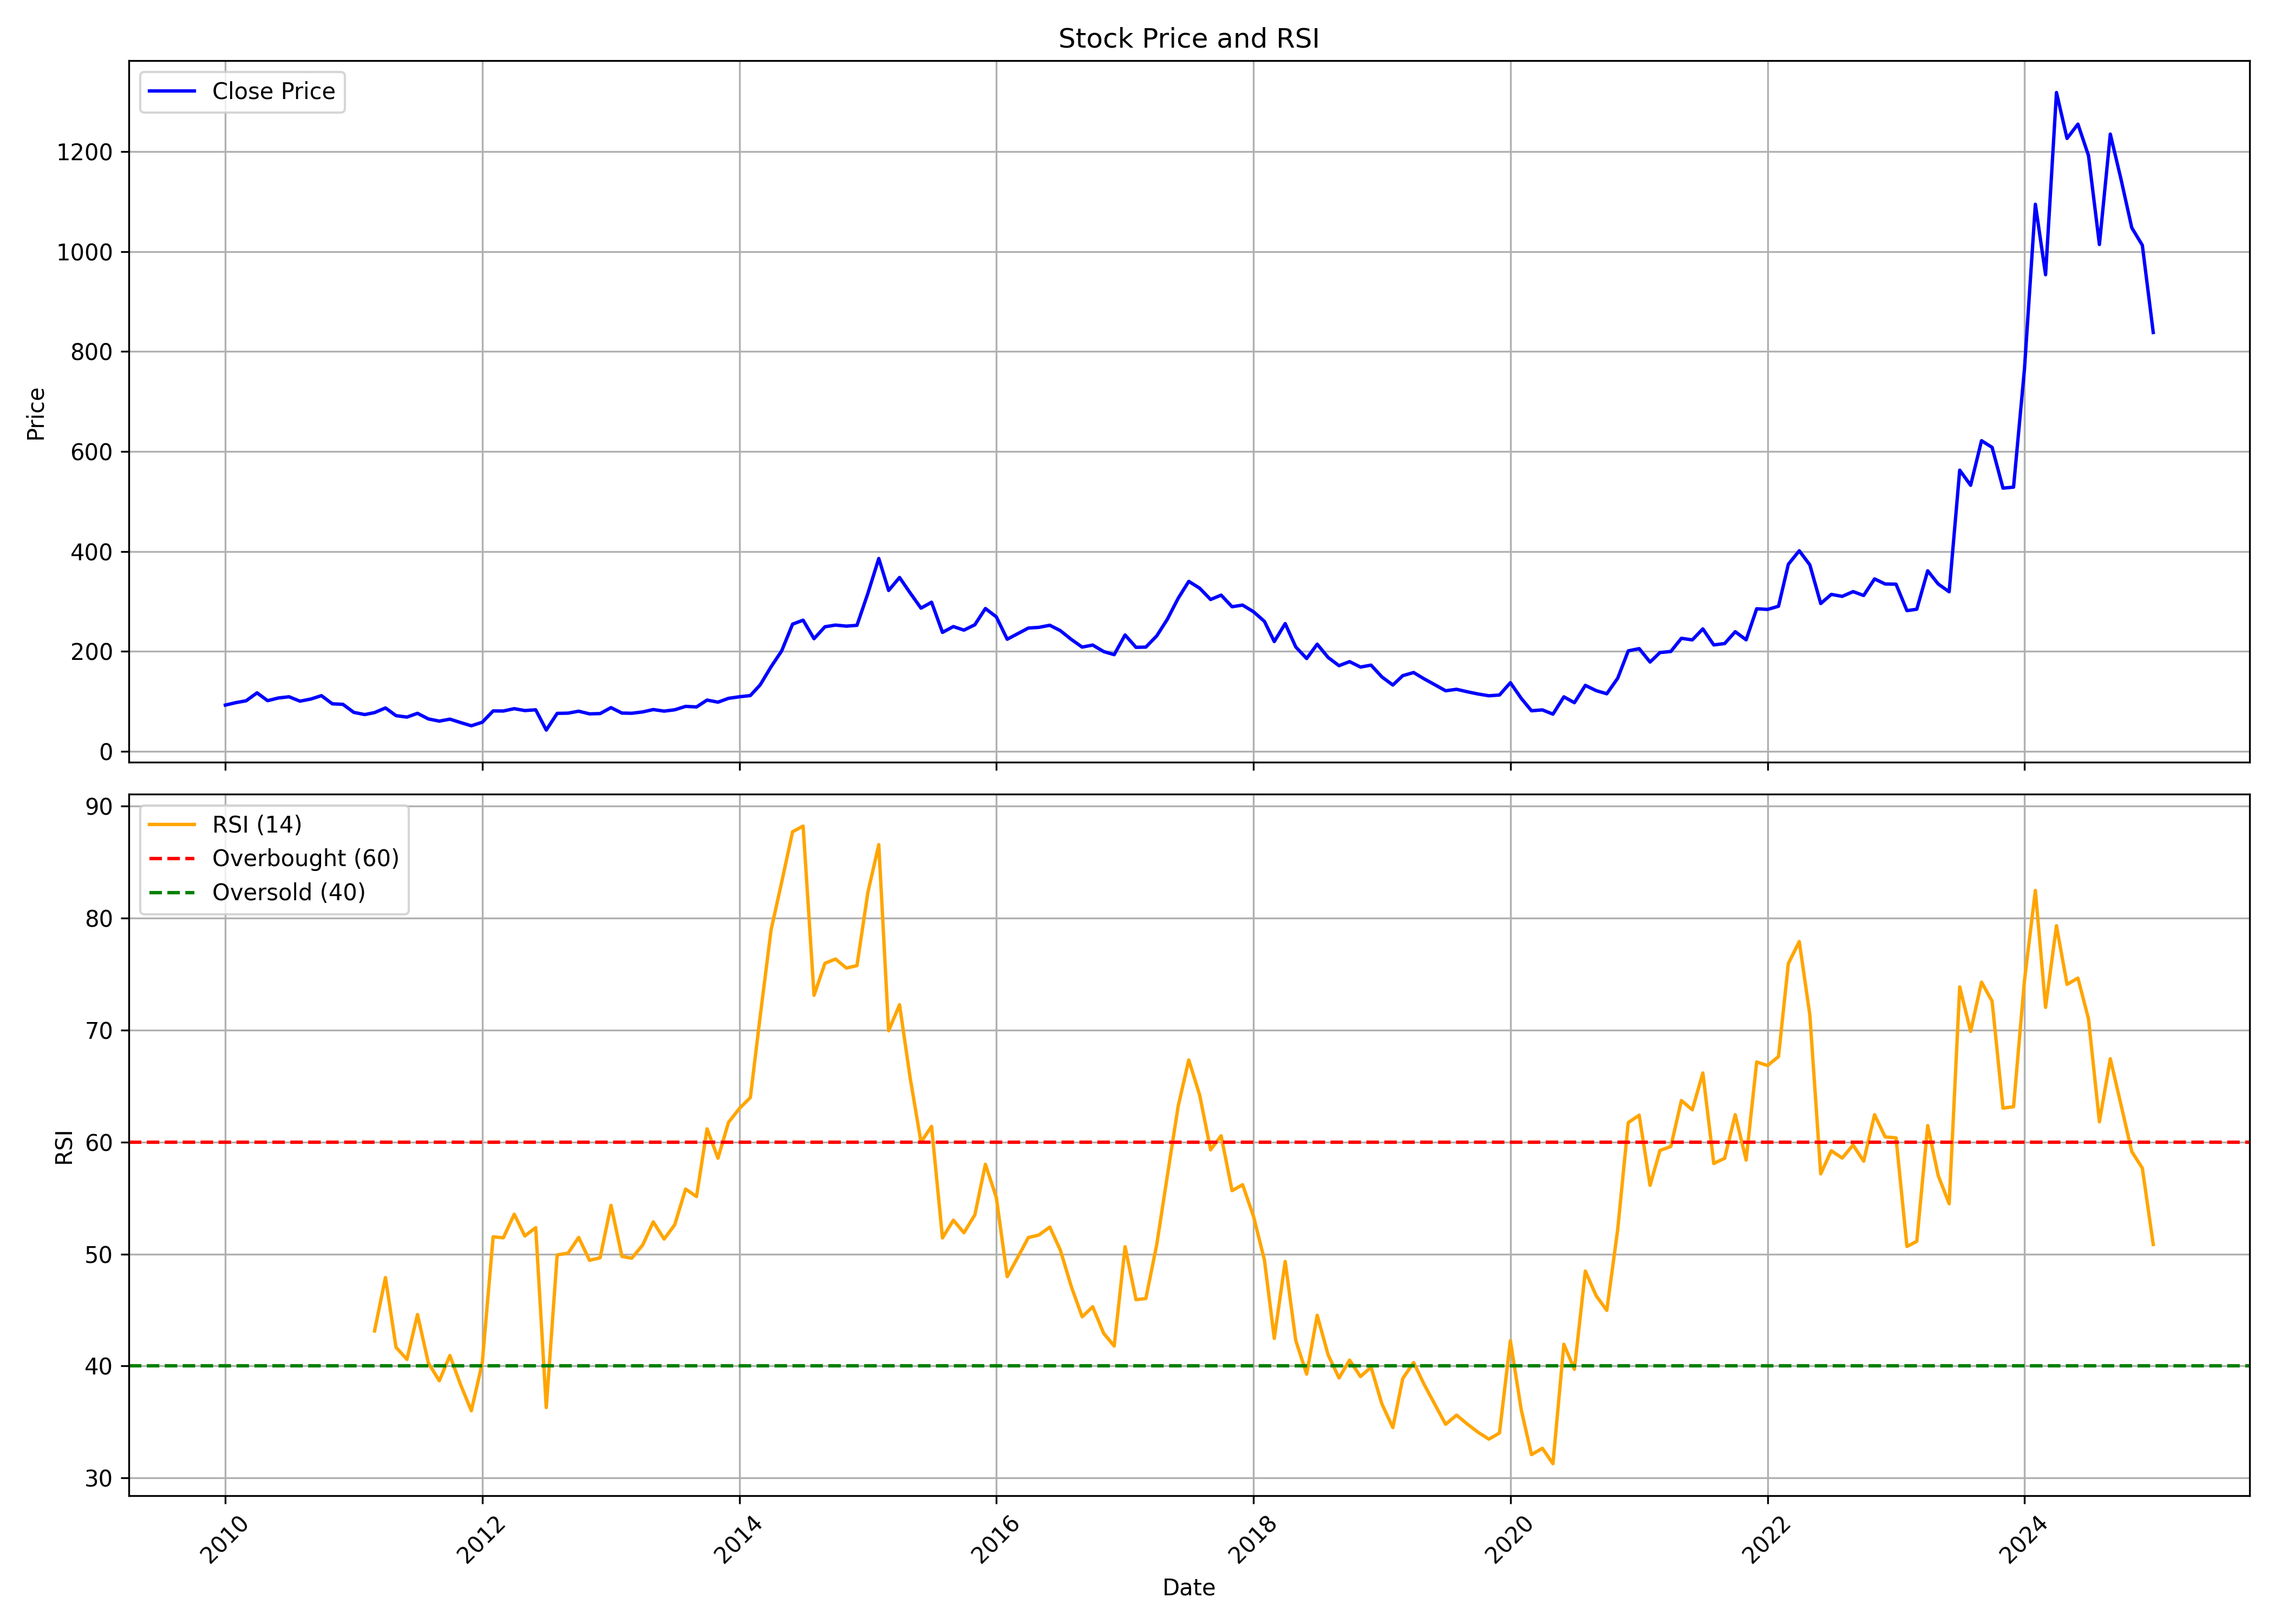 Stock Price and RSI
Close Price
1200
1000
800
600
400
200
0
Price
RSI (14)
Overbought (60)
Oversold (40)
90
80
70
60
50
40
30
RSI
2010
2012
2014
2016
2018
2020
2022
2024
Date